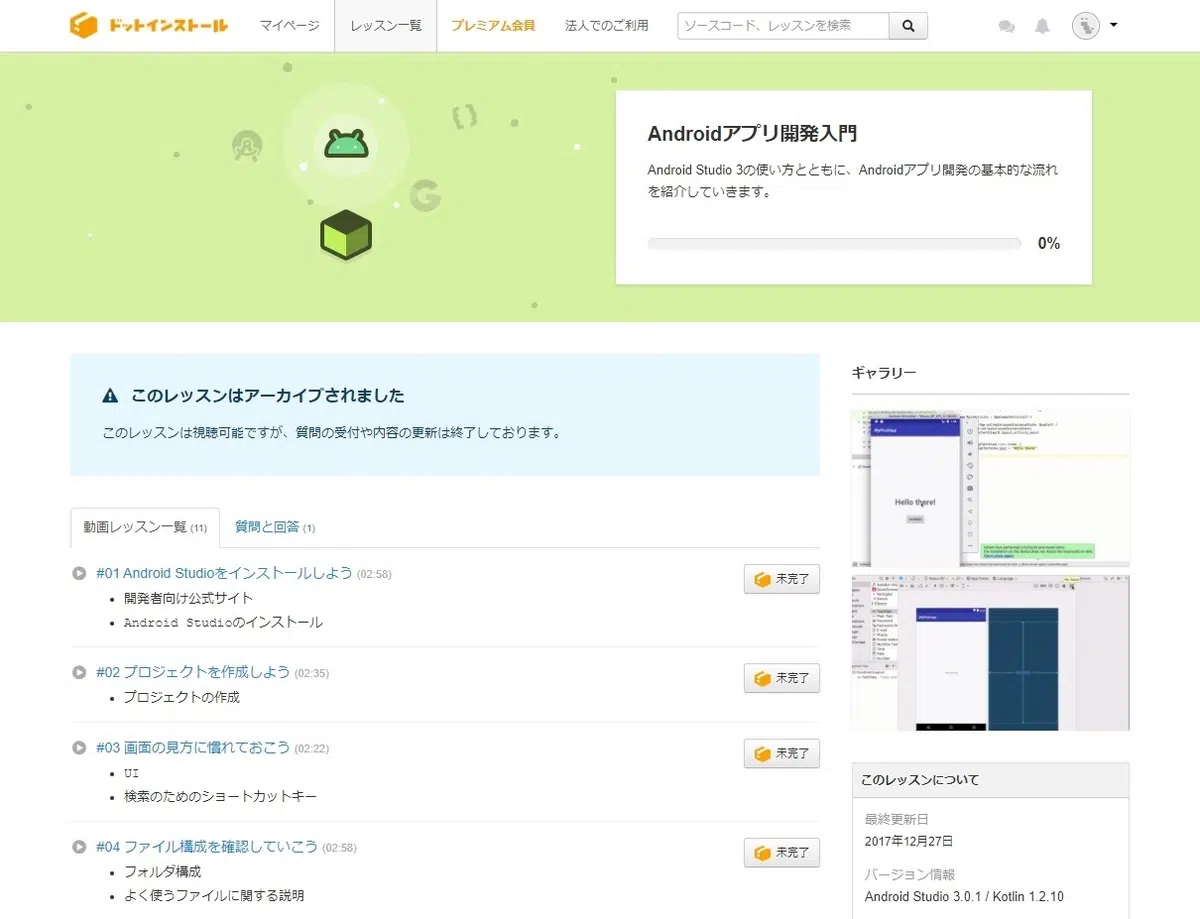 ドットインストール マイページ レッスン一覧 プレミアム会員 法人でのご利用 ソースコード、レッスンを検索
Androidアプリ開発入門
Android Studio 3の使い方とともに、Androidアプリ開発の基本的な流れ
を紹介していきます。
0%
このレッスンはアーカイブされました
このレッスンは視聴可能ですが、質問の受付や内容の更新は終了しております。
動画レッスン一覧 (11) 質問と回答 (1)
#01 Android Studioをインストールしよう (02:58) 未完了
開発者向け公式サイト
Android Studioのインストール
#02 プロジェクトを作成しよう (02:35) 未完了
プロジェクトの作成
#03 画面の見方に慣れておこう (02:22) 未完了
UI
検索のためのショートカットキー
#04 ファイル構成を確認していこう (02:58) 未完了
フォルダ構成
よく使うファイルに関する説明
ギャラリー
MyFirstApp
Hello there!
このレッスンについて
最終更新日
2017年12月27日
バージョン情報
Android Studio 3.0.1 / Kotlin 1.2.10